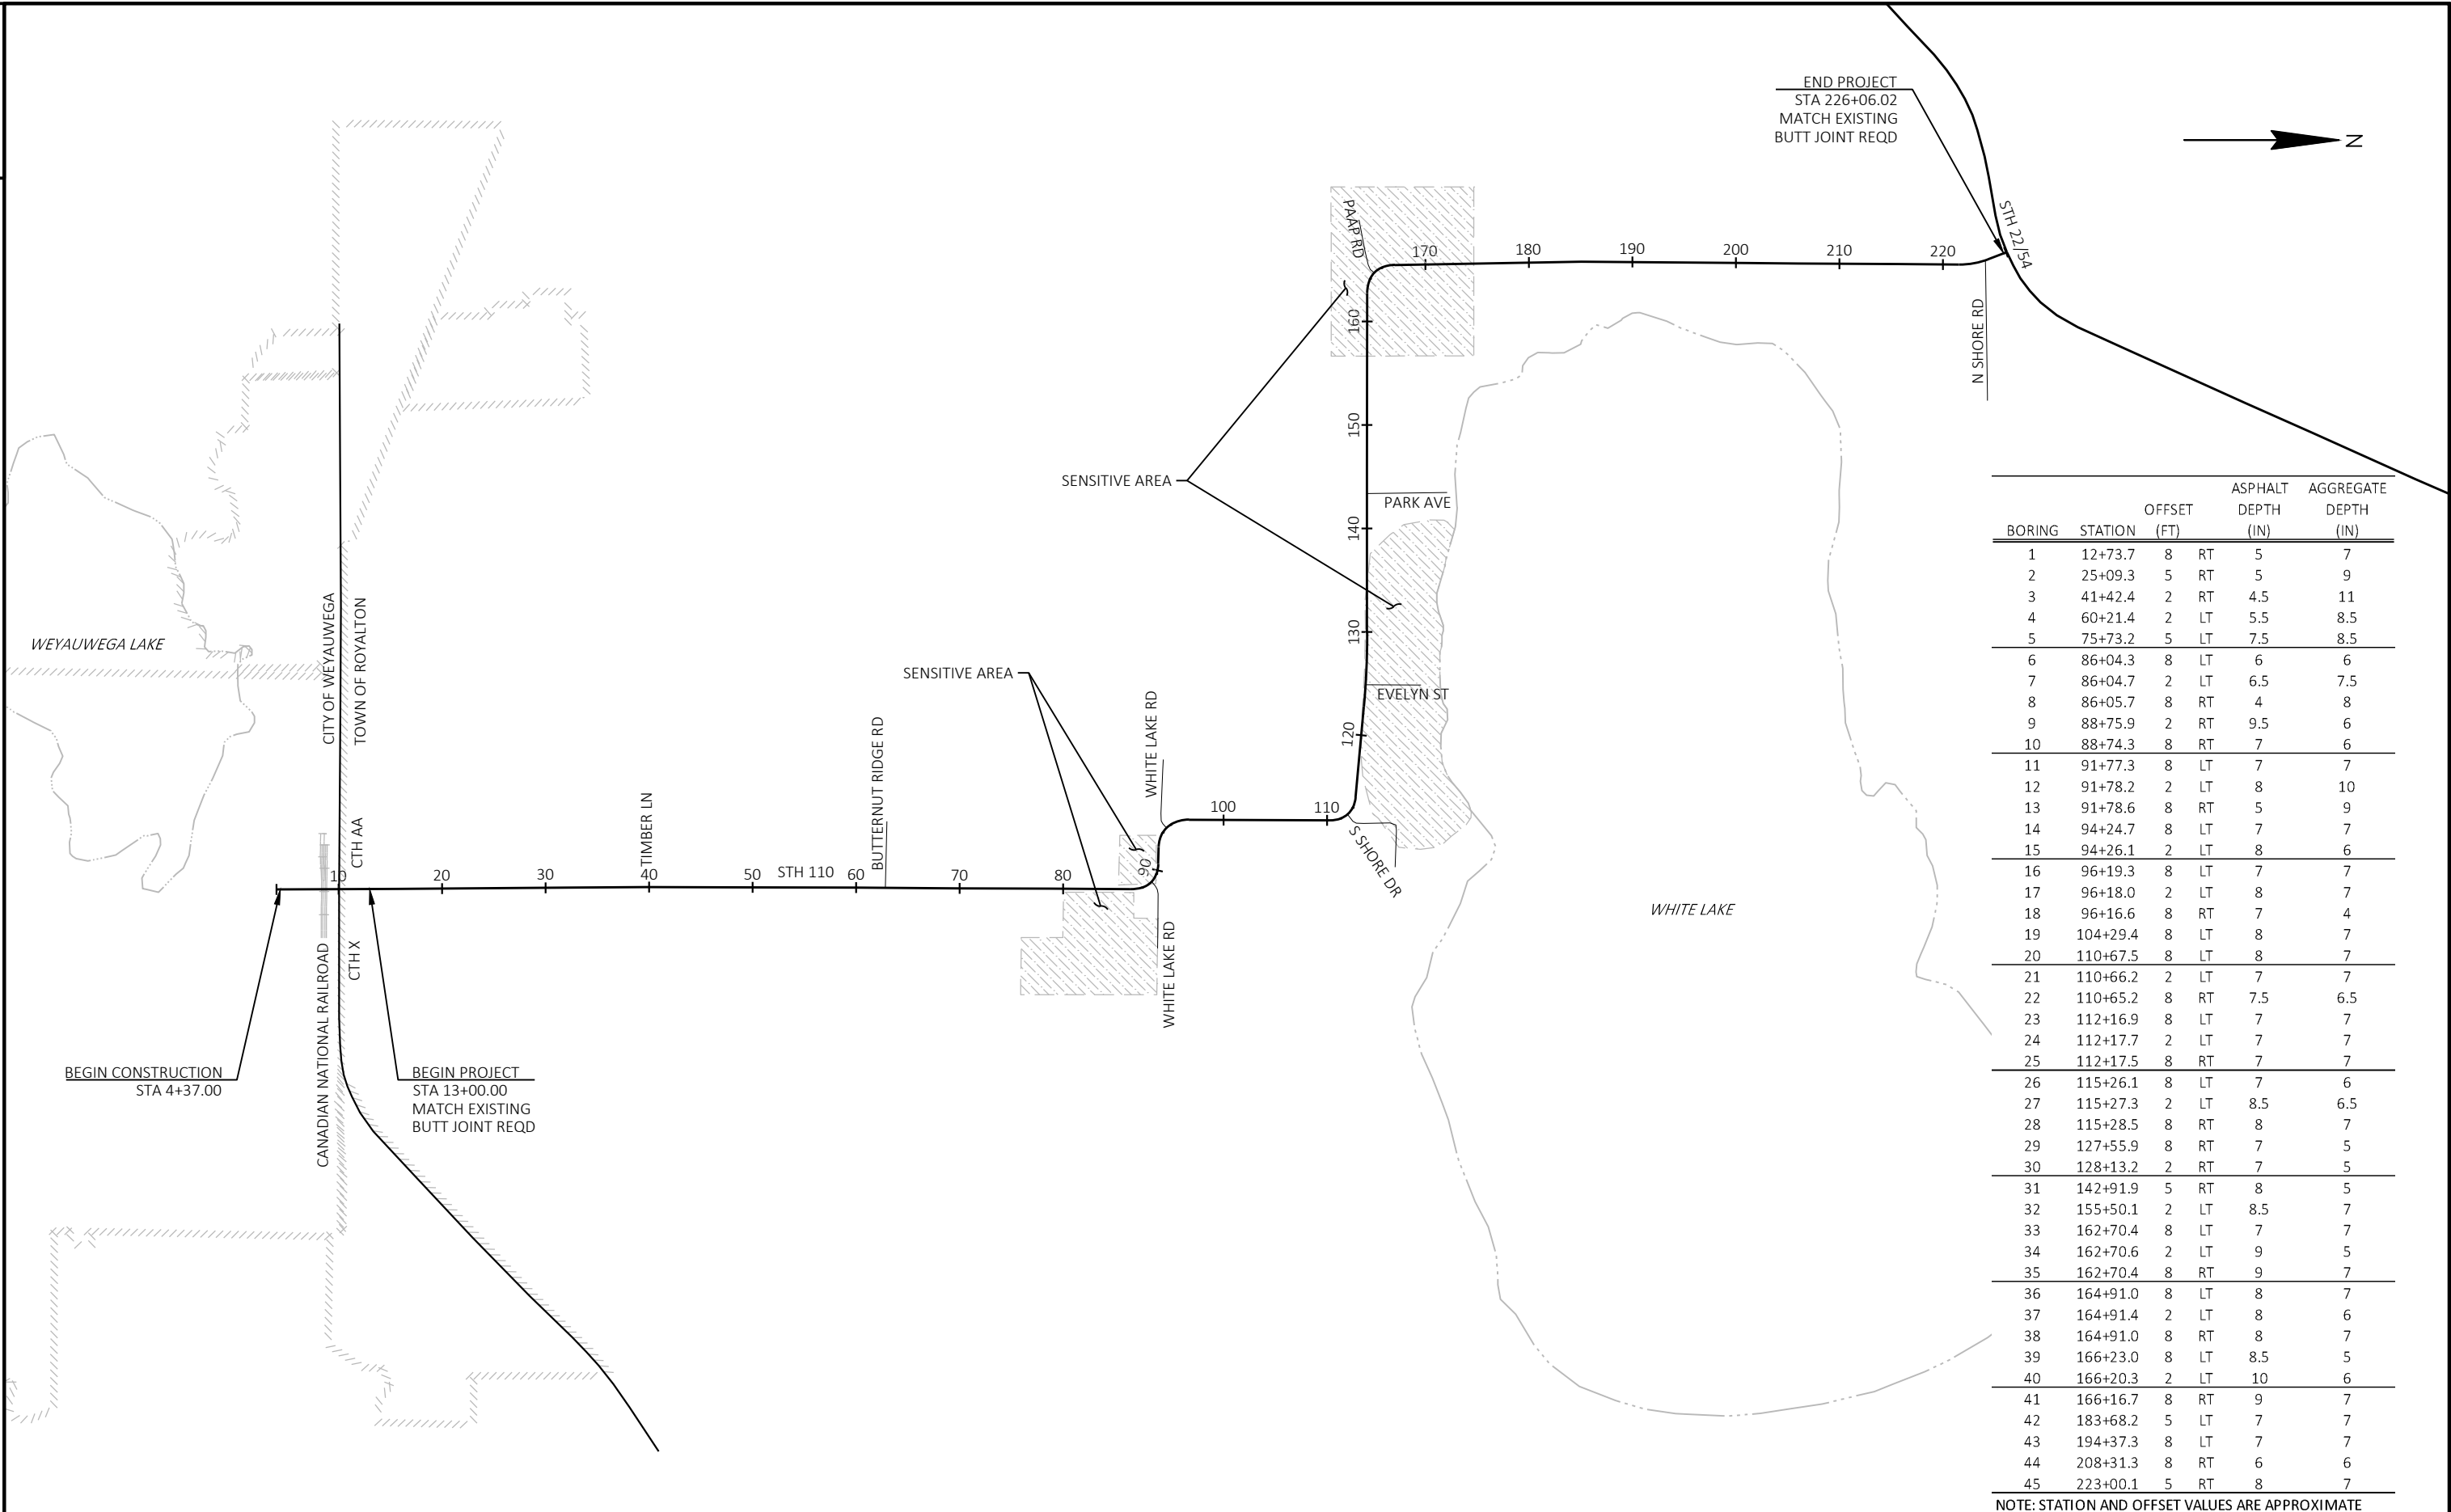 END PROJECT
STA 226+06.02
MATCH EXISTING
BUTT JOINT REQD
N
STH 22/54
PAAP RD
170
180
190
200
210
220
N SHORE RD
160
150
SENSITIVE AREA
PARK AVE
140
130
EVELYN ST
120
WEYAUWEGA LAKE
CITY OF WEYAUWEGA
TOWN OF ROYALTON
SENSITIVE AREA
WHITE LAKE RD
BUTTERNUT RIDGE RD
TIMBER LN
CTH AA
100
110
S SHORE DR
10
20
30
40
50
STH 110
60
70
80
90
WHITE LAKE
WHITE LAKE RD
CTH X
CANADIAN NATIONAL RAILROAD
BEGIN CONSTRUCTION
STA 4+37.00
BEGIN PROJECT
STA 13+00.00
MATCH EXISTING
BUTT JOINT REQD
ASPHALT AGGREGATE
OFFSET DEPTH DEPTH
BORING STATION (FT) (IN) (IN)
1 12+73.7 8 RT 5 7
2 25+09.3 5 RT 5 9
3 41+42.4 2 RT 4.5 11
4 60+21.4 2 LT 5.5 8.5
5 75+73.2 5 LT 7.5 8.5
6 86+04.3 8 LT 6 6
7 86+04.7 2 LT 6.5 7.5
8 86+05.7 8 RT 4 8
9 88+75.9 2 RT 9.5 6
10 88+74.3 8 RT 7 6
11 91+77.3 8 LT 7 7
12 91+78.2 2 LT 8 10
13 91+78.6 8 RT 5 9
14 94+24.7 8 LT 7 7
15 94+26.1 2 LT 8 6
16 96+19.3 8 LT 7 7
17 96+18.0 2 LT 8 7
18 96+16.6 8 RT 7 4
19 104+29.4 8 LT 8 7
20 110+67.5 8 LT 8 7
21 110+66.2 2 LT 7 7
22 110+65.2 8 RT 7.5 6.5
23 112+16.9 8 LT 7 7
24 112+17.7 2 LT 7 7
25 112+17.5 8 RT 7 7
26 115+26.1 8 LT 7 6
27 115+27.3 2 LT 8.5 6.5
28 115+28.5 8 RT 8 7
29 127+55.9 8 RT 7 5
30 128+13.2 2 RT 7 5
31 142+91.9 5 RT 8 5
32 155+50.1 2 LT 8.5 7
33 162+70.4 8 LT 7 7
34 162+70.6 2 LT 9 5
35 162+70.4 8 RT 9 7
36 164+91.0 8 LT 8 7
37 164+91.4 2 LT 8 6
38 164+91.0 8 RT 8 7
39 166+23.0 8 LT 8.5 5
40 166+20.3 2 LT 10 6
41 166+16.7 8 RT 9 7
42 183+68.2 5 LT 7 7
43 194+37.3 8 LT 7 7
44 208+31.3 8 RT 6 6
45 223+00.1 5 RT 8 7
NOTE: STATION AND OFFSET VALUES ARE APPROXIMATE